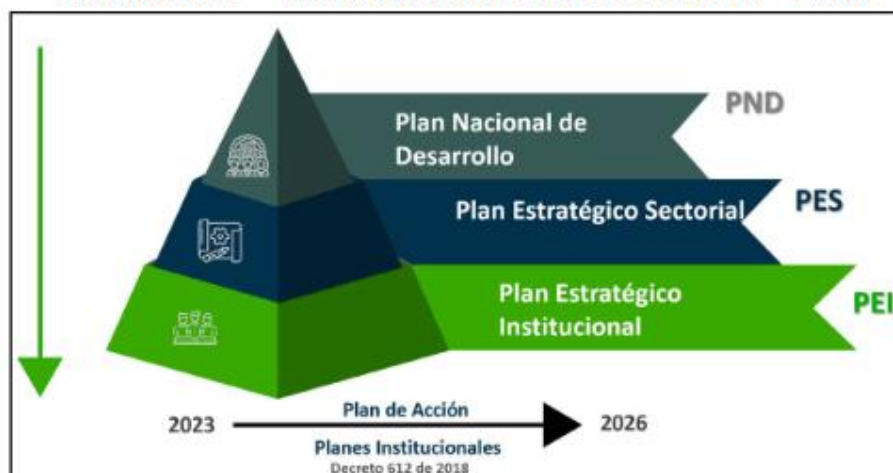 PND
Plan Nacional de
Desarrollo
Plan Estratégico Sectorial
PES
Plan Estratégico
Institucional
PEI
2023
Plan de Acción
2026
Planes Institucionales
Decreto 612 de 2018